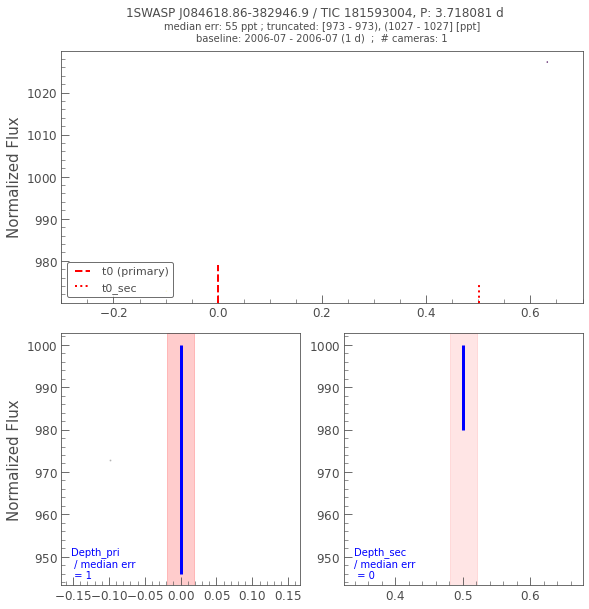 1SWASP J084618.86-382946.9 / TIC 181593004, P: 3.718081 d
median err: 55 ppt ; truncated: [973 - 973), (1027 - 1027] [ppt]
baseline: 2006-07 - 2006-07 (1 d)  ;  # cameras: 1
Normalized Flux
1020
1010
1000
990
980
t0 (primary)
t0_sec
−0.2 0.0 0.2 0.4 0.6
Normalized Flux
1000
990
980
970
960
950
Depth_pri
/ median err
= 1
−0.15 −0.10 −0.05 0.00 0.05 0.10 0.15
1000
990
980
970
960
950
Depth_sec
/ median err
= 0
0.4 0.5 0.6